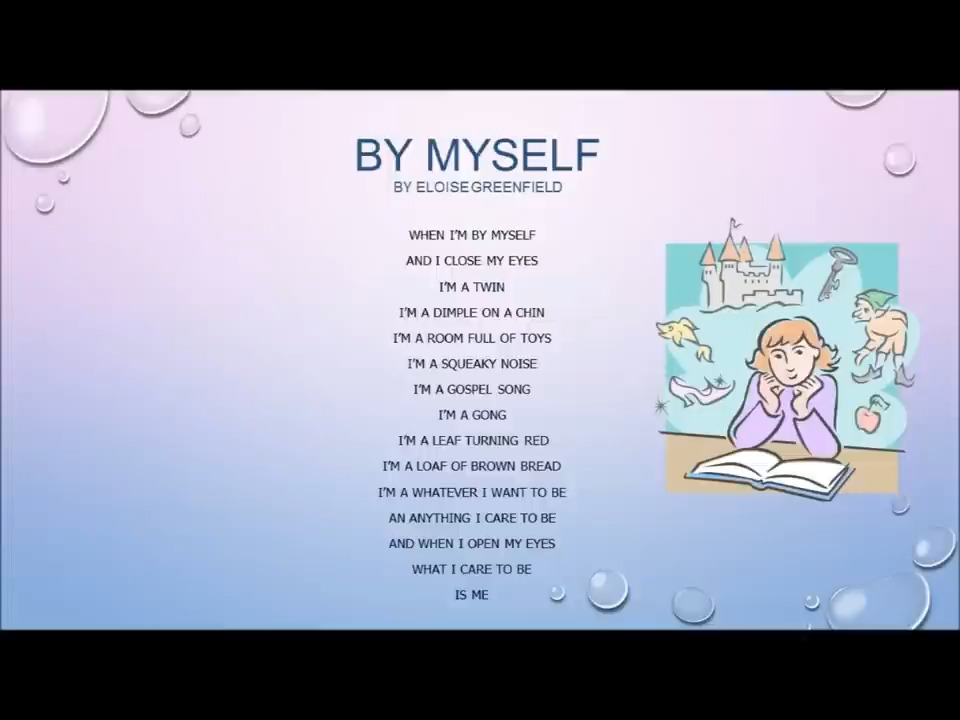 BY MYSELF
BY ELOISE GREENFIELD
WHEN I'M BY MYSELF
AND I CLOSE MY EYES
I'M A TWIN
I'M A DIMPLE ON A CHIN
I'M A ROOM FULL OF TOYS
I'M A SQUEAKY NOISE
I'M A GOSPEL SONG
I'M A GONG
I'M A LEAF TURNING RED
I'M A LOAF OF BROWN BREAD
I'M A WHATEVER I WANT TO BE
AN ANYTHING I CARE TO BE
AND WHEN I OPEN MY EYES
WHAT I CARE TO BE
IS ME